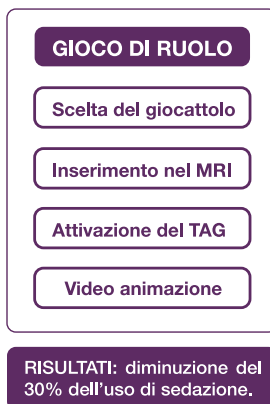 GIOCO DI RUOLO
Scelta del giocattolo
Inserimento nel MRI
Attivazione del TAG
Video animazione
RISULTATI: diminuzione del
30% dell'uso di sedazione.